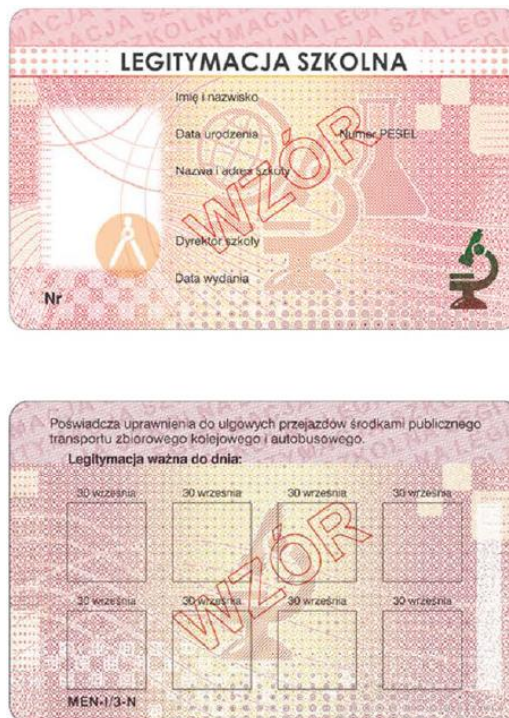 LEGITYMACJA SZKOLNA
Imię i nazwisko
Data urodzenia Numer PESEL
Nazwa i adres szkoły
WZÓR
Dyrektor szkoły
Data wydania
Nr
Poświadcza uprawnienia do ulgowych przejazdów środkami publicznego
transportu zbiorowego kolejowego i autobusowego.
Legitymacja ważna do dnia:
30 września 30 września 30 września 30 września
WZÓR
30 września 30 września 30 września 30 września
MEN-I/3-N